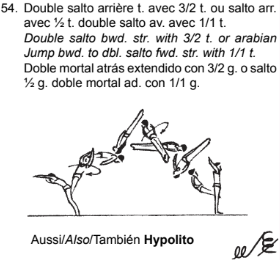 54. Double salto arrière t. avec 3/2 t. ou salto arr.
avec ½ t. double salto av. avec 1/1 t.
Double salto bwd. str. with 3/2 t. or arabian
Jump bwd. to dbl. salto fwd. str. with 1/1 t.
Doble mortal atrás extendido con 3/2 g. o salto
½ g. doble mortal ad. con 1/1 g.
Aussi/Also/También Hypolito